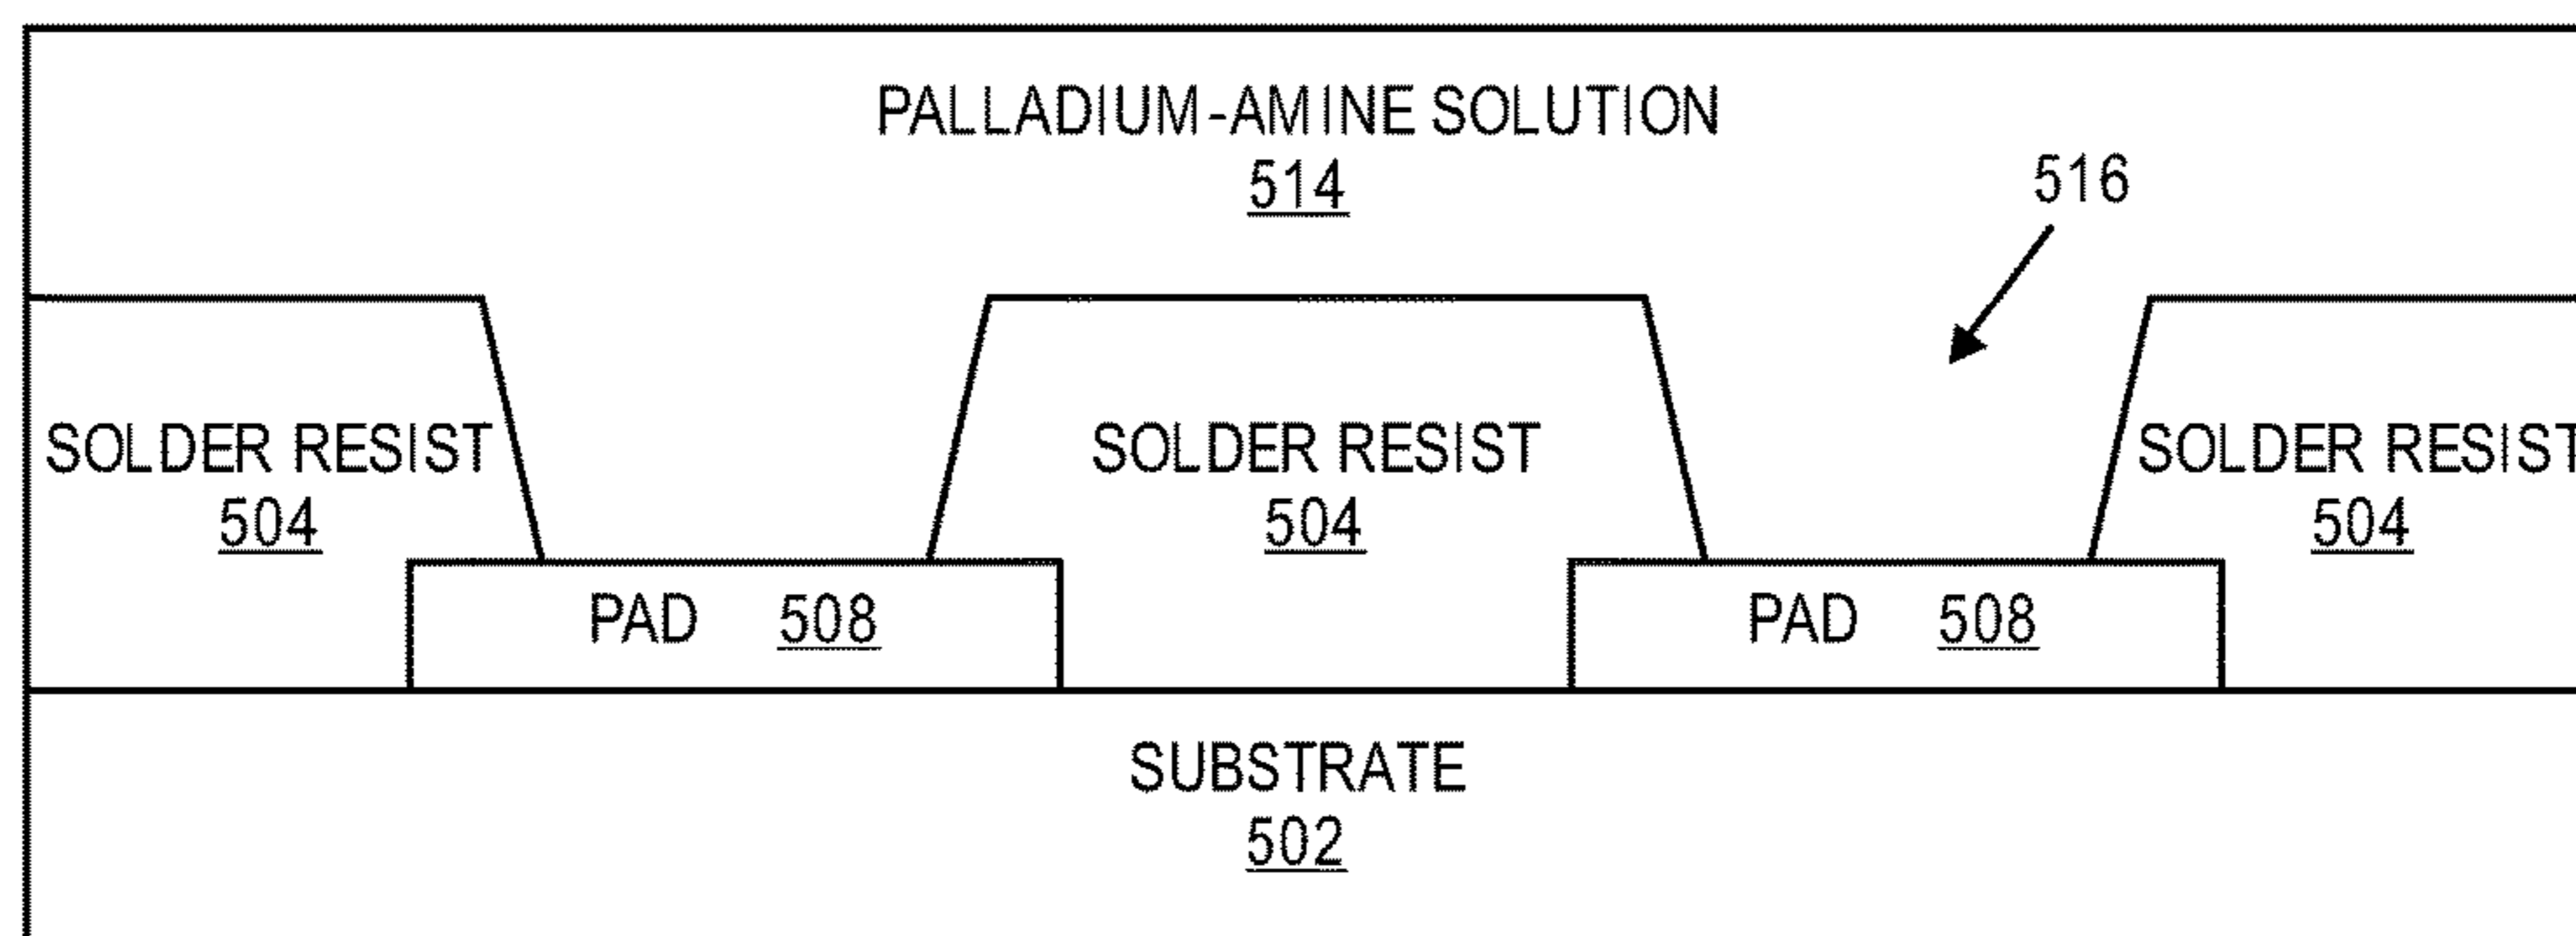 PALLADIUM-AMINE SOLUTION
514
516
SOLDER RESIST
504
SOLDER RESIST
504
SOLDER RESIST
504
PAD 508
PAD 508
SUBSTRATE
502